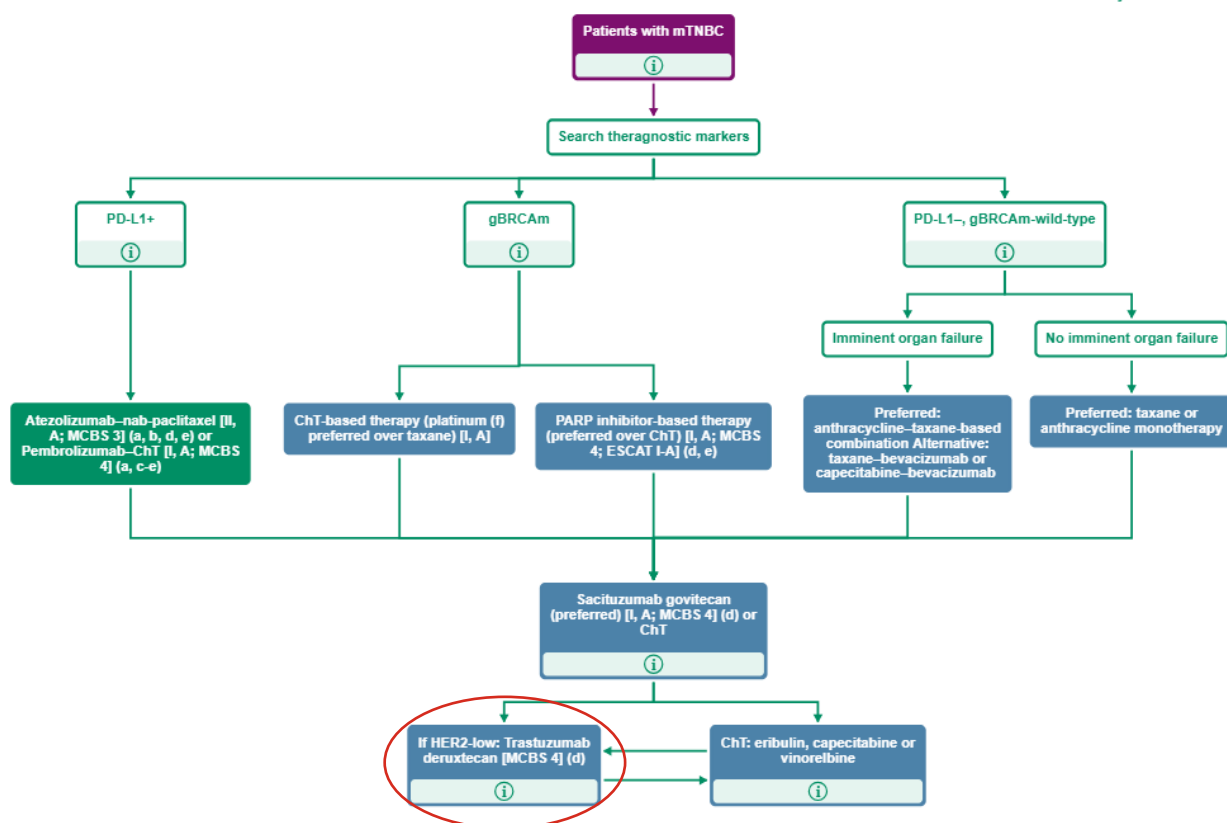 Patients with mTNBC
i
Search theragnostic markers
PD-L1+
i
gBRCAm
i
PD-L1–, gBRCAm-wild-type
i
Imminent organ failure
No imminent organ failure
Atezolizumab–nab-paclitaxel [II,
A; MCBS 3] (a, b, d, e) or
Pembrolizumab–ChT [I, A; MCBS
4] (a, c-e)
ChT-based therapy (platinum (f)
preferred over taxane) [I, A]
PARP inhibitor-based therapy
(preferred over ChT) [I, A; MCBS
4; ESCAT I-A] (d, e)
Preferred:
anthracycline–taxane-based
combination Alternative:
taxane–bevacizumab or
capecitabine–bevacizumab
Preferred: taxane or
anthracycline monotherapy
Sacituzumab govitecan
(preferred) [I, A; MCBS 4] (d) or
ChT
i
If HER2-low: Trastuzumab
deruxtecan [MCBS 4] (d)
i
ChT: eribulin, capecitabine or
vinorelbine
i